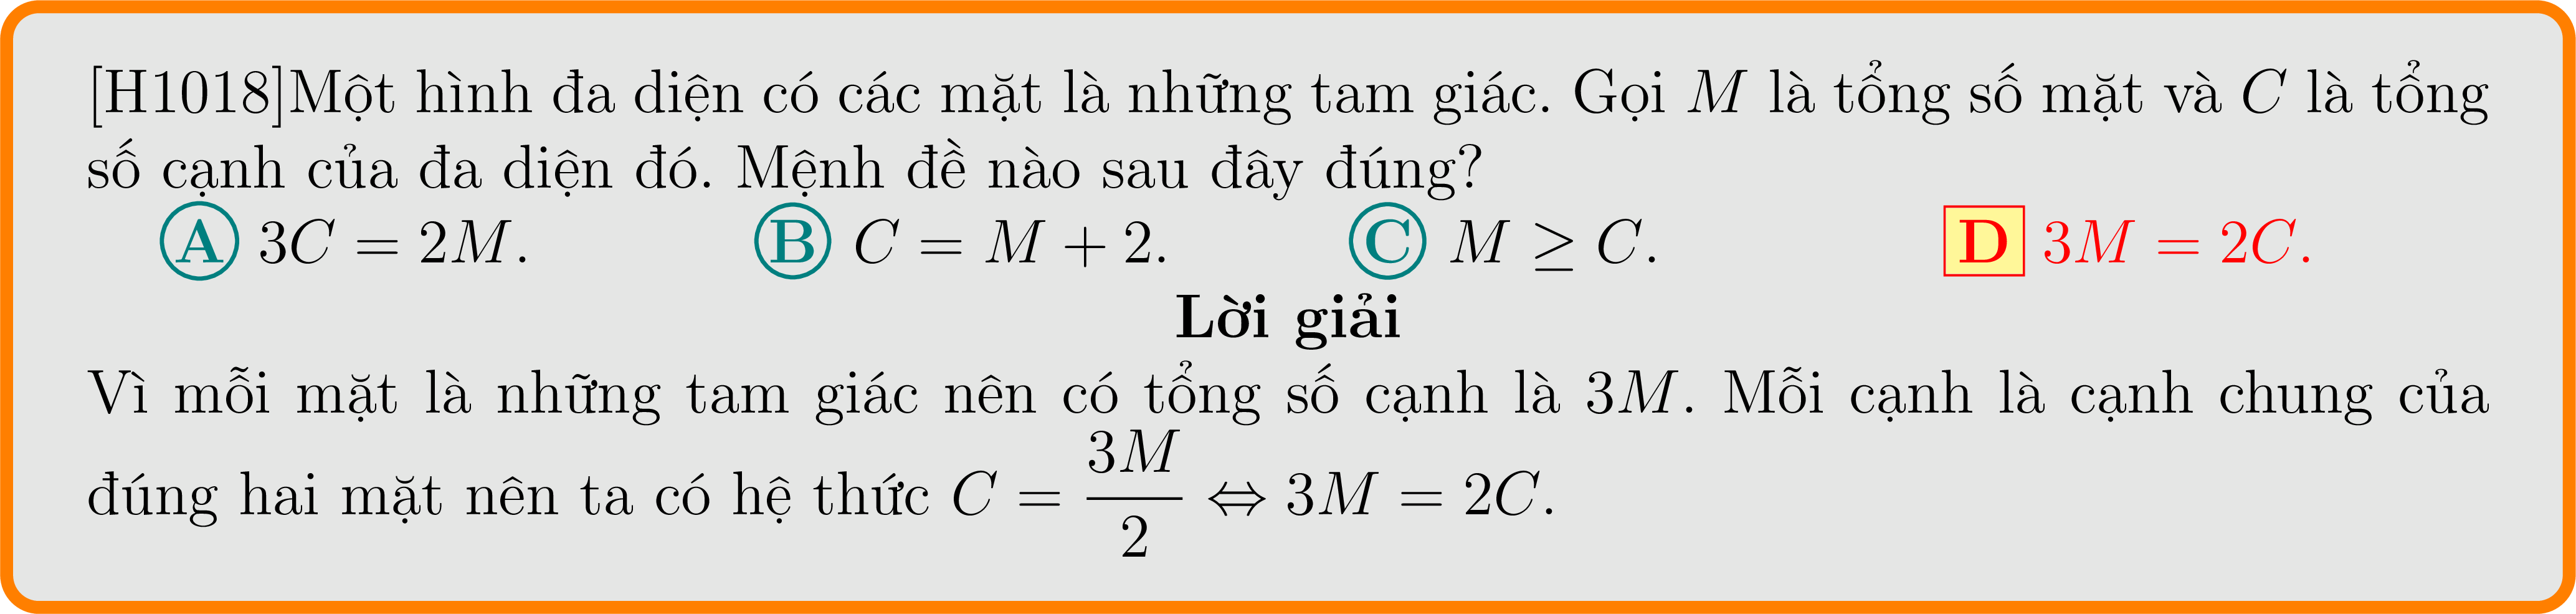 [H1018]Một hình đa diện có các mặt là những tam giác. Gọi M là tổng số mặt và C là tổng
số cạnh của đa diện đó. Mệnh đề nào sau đây đúng?
A 3C = 2M. B C = M + 2. C M ≥ C. D 3M = 2C.
Lời giải
Vì mỗi mặt là những tam giác nên có tổng số cạnh là 3M. Mỗi cạnh là cạnh chung của
đúng hai mặt nên ta có hệ thức C = \frac{3M}{2} ⇔ 3M = 2C.